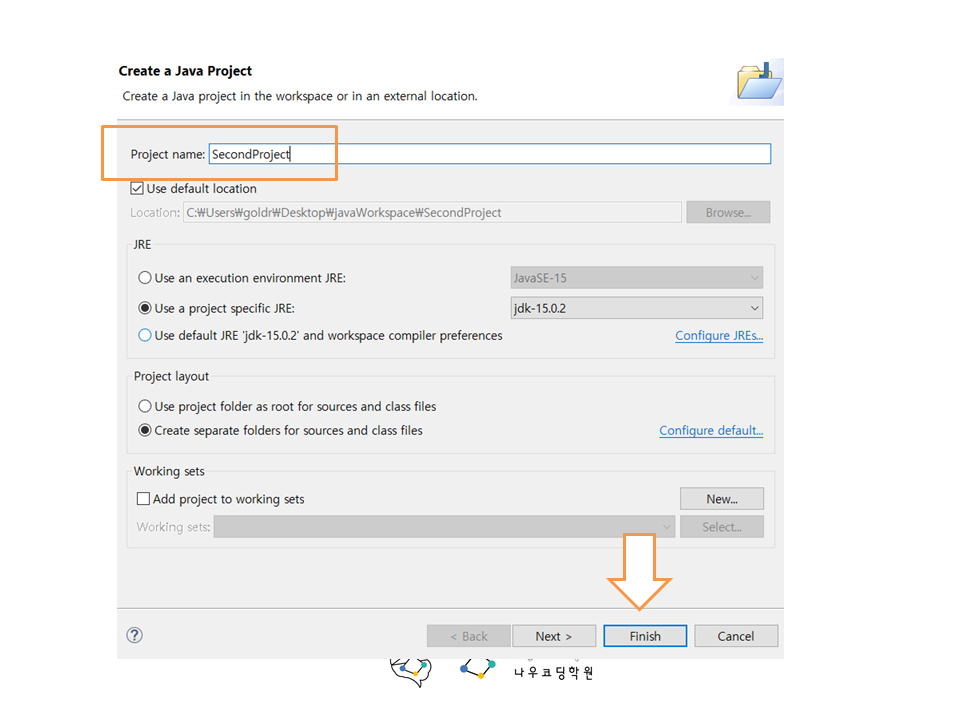 Create a Java Project
Create a Java project in the workspace or in an external location.
Project name: SecondProject
Use default location
Location: C:₩Users₩goldr₩Desktop₩javaWorkspace₩SecondProject Browse...
JRE
Use an execution environment JRE: JavaSE-15
Use a project specific JRE: jdk-15.0.2
Use default JRE 'jdk-15.0.2' and workspace compiler preferences Configure JREs...
Project layout
Use project folder as root for sources and class files
Create separate folders for sources and class files Configure default...
Working sets
Add project to working sets New...
Working sets: Select...
? < Back Next > Finish Cancel
나우코딩학원